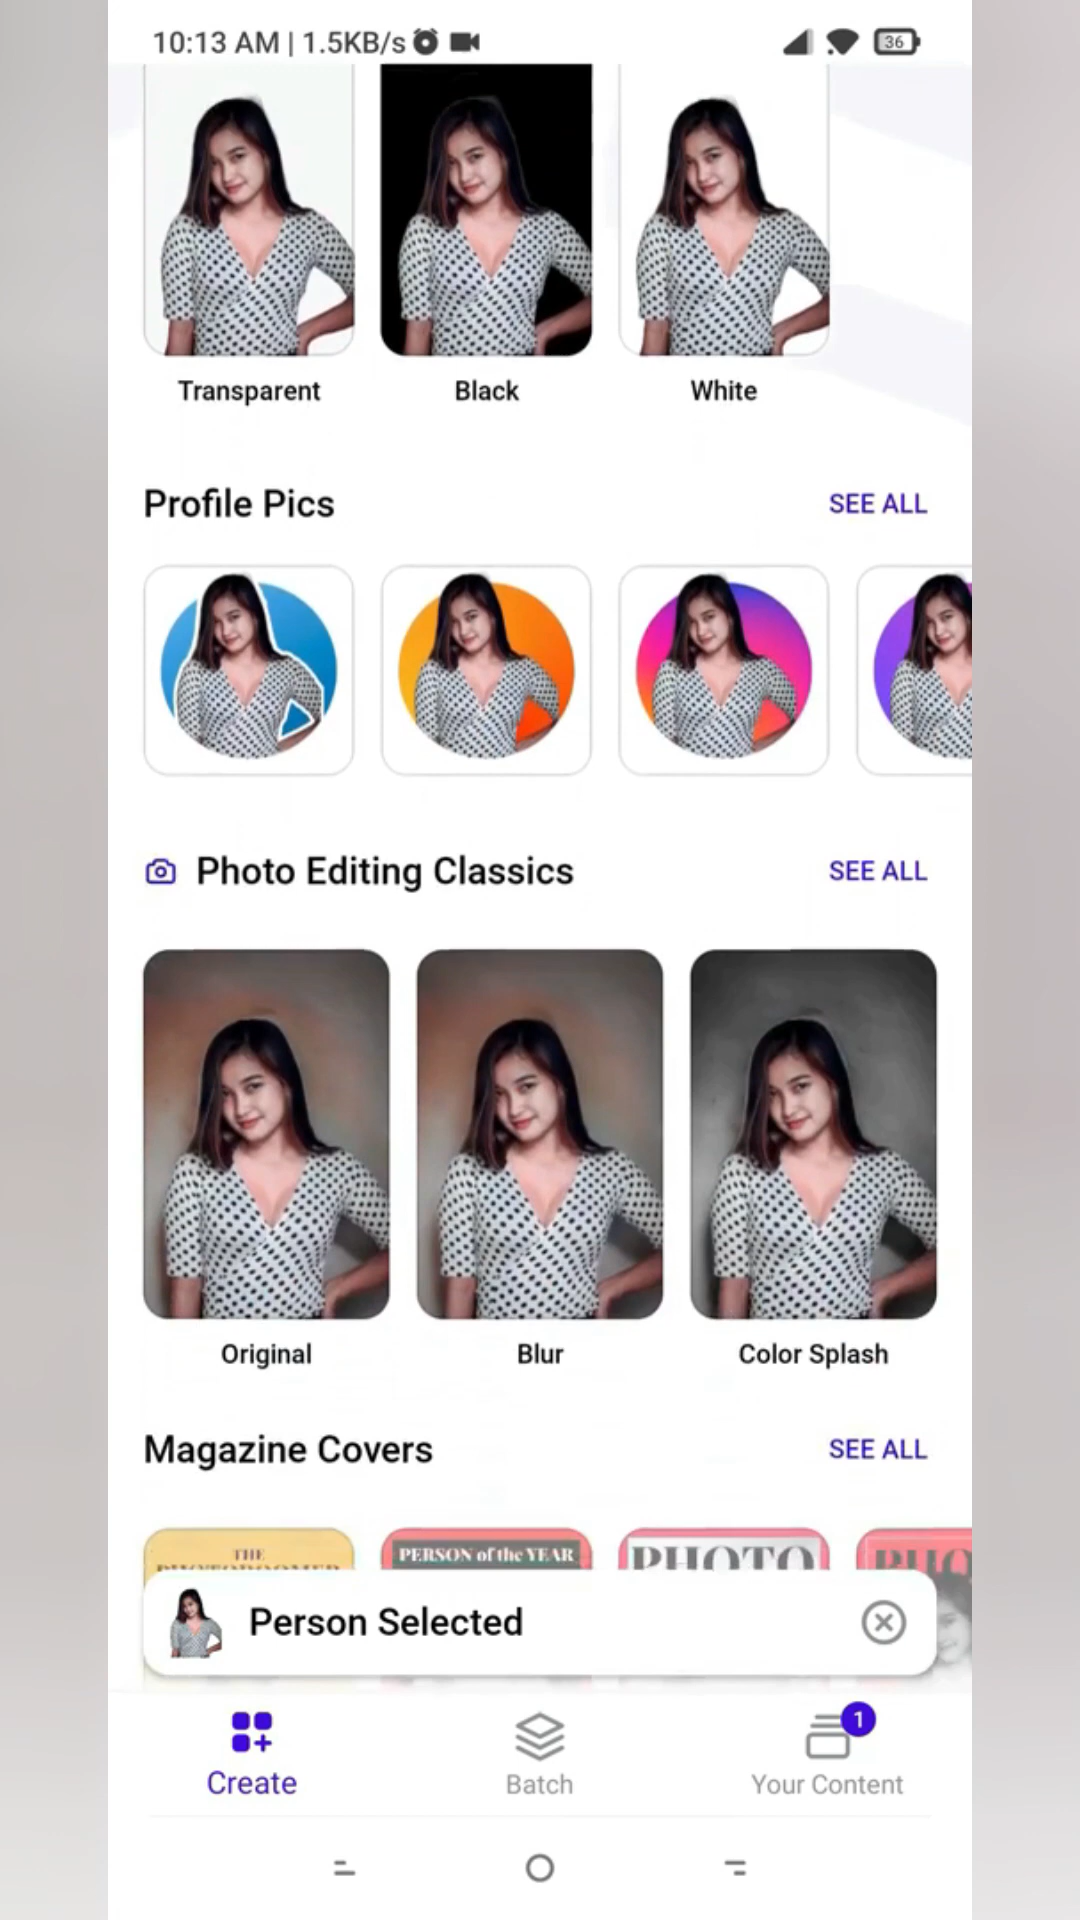 10:13 AM | 1.5KB/s
36
Transparent
Black
White
Profile Pics
SEE ALL
Photo Editing Classics
SEE ALL
Original
Blur
Color Splash
Magazine Covers
SEE ALL
THE
PERSON of the YEAR
PHOTO
Person Selected
1
Create
Batch
Your Content